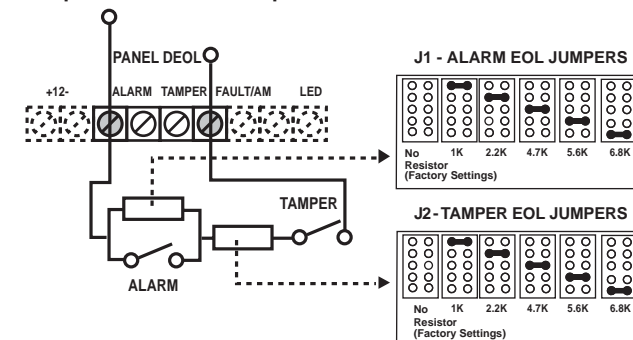 PANEL DEOL
+12- ALARM TAMPER FAULT/AM LED
TAMPER
ALARM
J1 - ALARM EOL JUMPERS
No 1K 2.2K 4.7K 5.6K 6.8K
Resistor
(Factory Settings)
J2-TAMPER EOL JUMPERS
No 1K 2.2K 4.7K 5.6K 6.8K
Resistor
(Factory Settings)